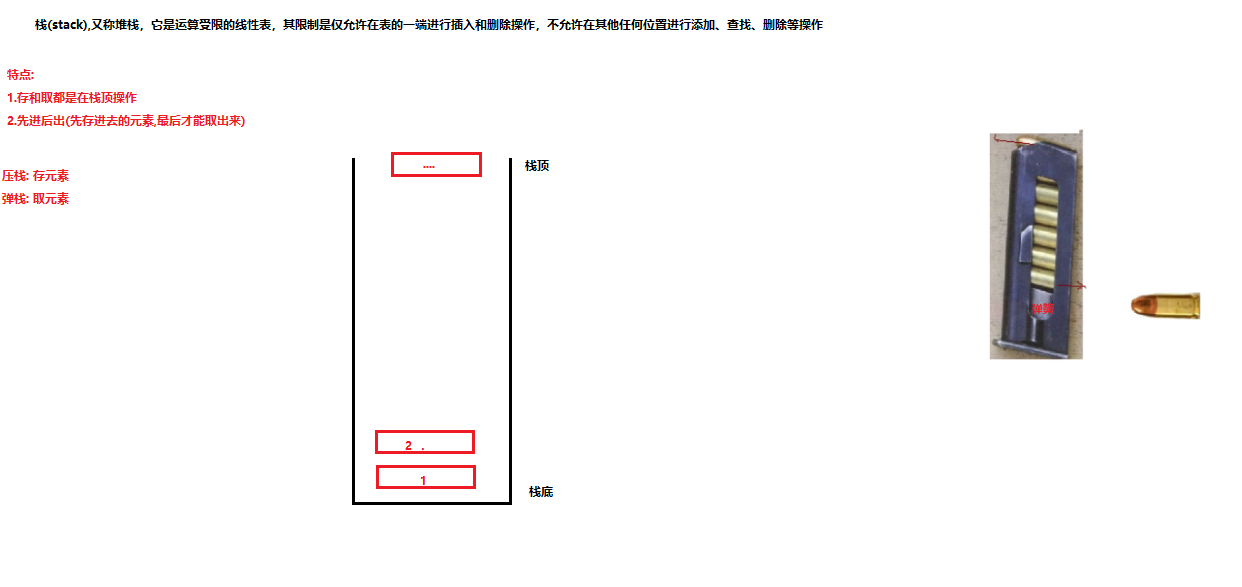 栈(stack),又称堆栈，它是运算受限的线性表，其限制是仅允许在表的一端进行插入和删除操作，不允许在其他任何位置进行添加、查找、删除等操作
特点:
1.存和取都是在栈顶操作
2.先进后出(先存进去的元素,最后才能取出来)
压栈: 存元素
弹栈: 取元素
....
栈顶
2 .
1
栈底